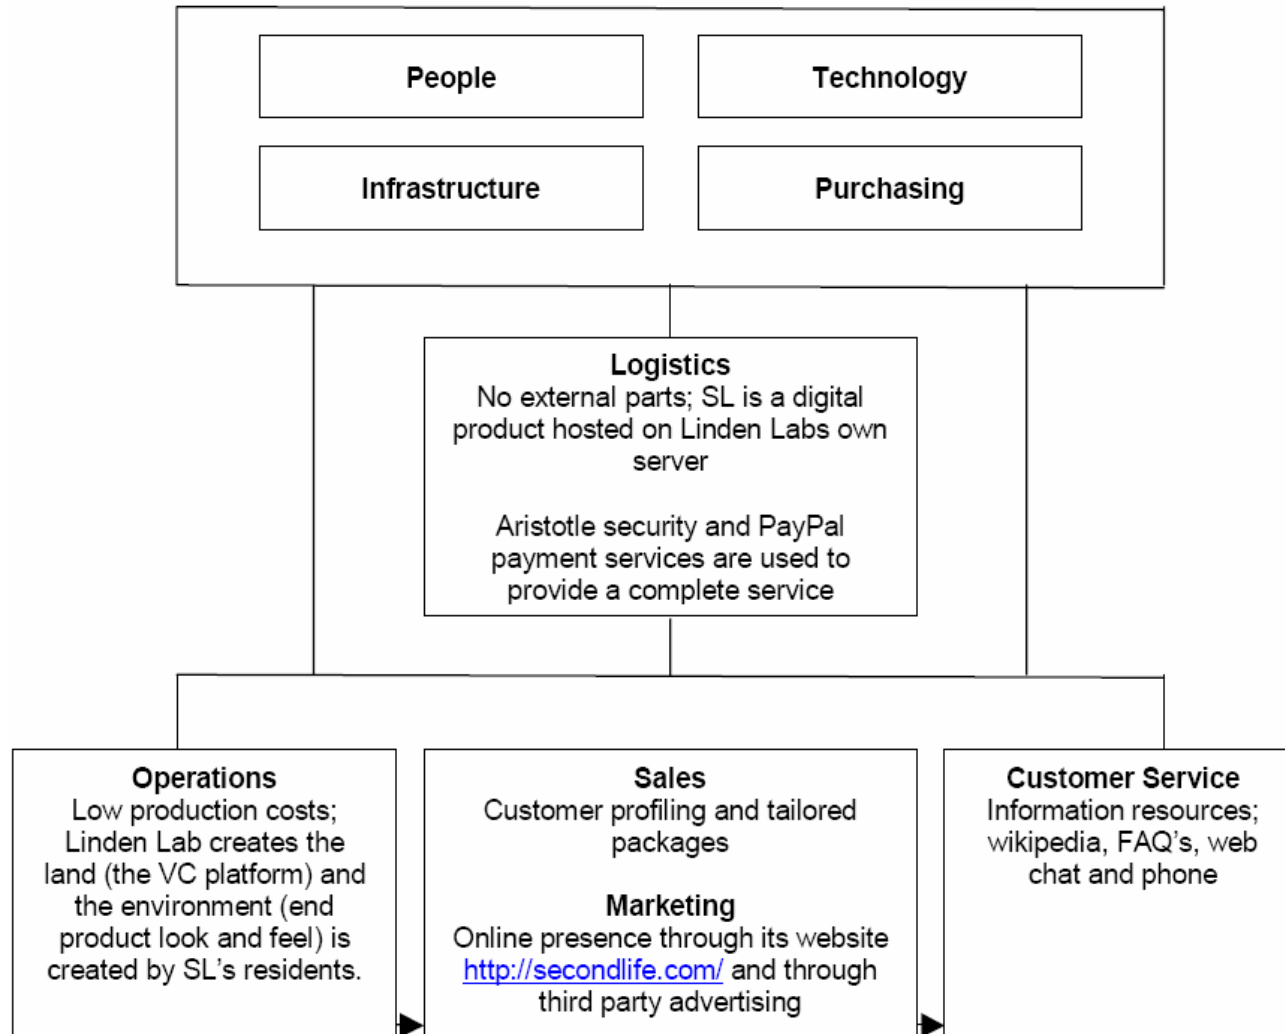 People
Technology
Infrastructure
Purchasing
Logistics
No external parts; SL is a digital
product hosted on Linden Labs own
server
Aristotle security and PayPal
payment services are used to
provide a complete service
Operations
Low production costs;
Linden Lab creates the
land (the VC platform) and
the environment (end
product look and feel) is
created by SL's residents.
Sales
Customer profiling and tailored
packages
Marketing
Online presence through its website
http://secondlife.com/ and through
third party advertising
Customer Service
Information resources;
wikipedia, FAQ's, web
chat and phone